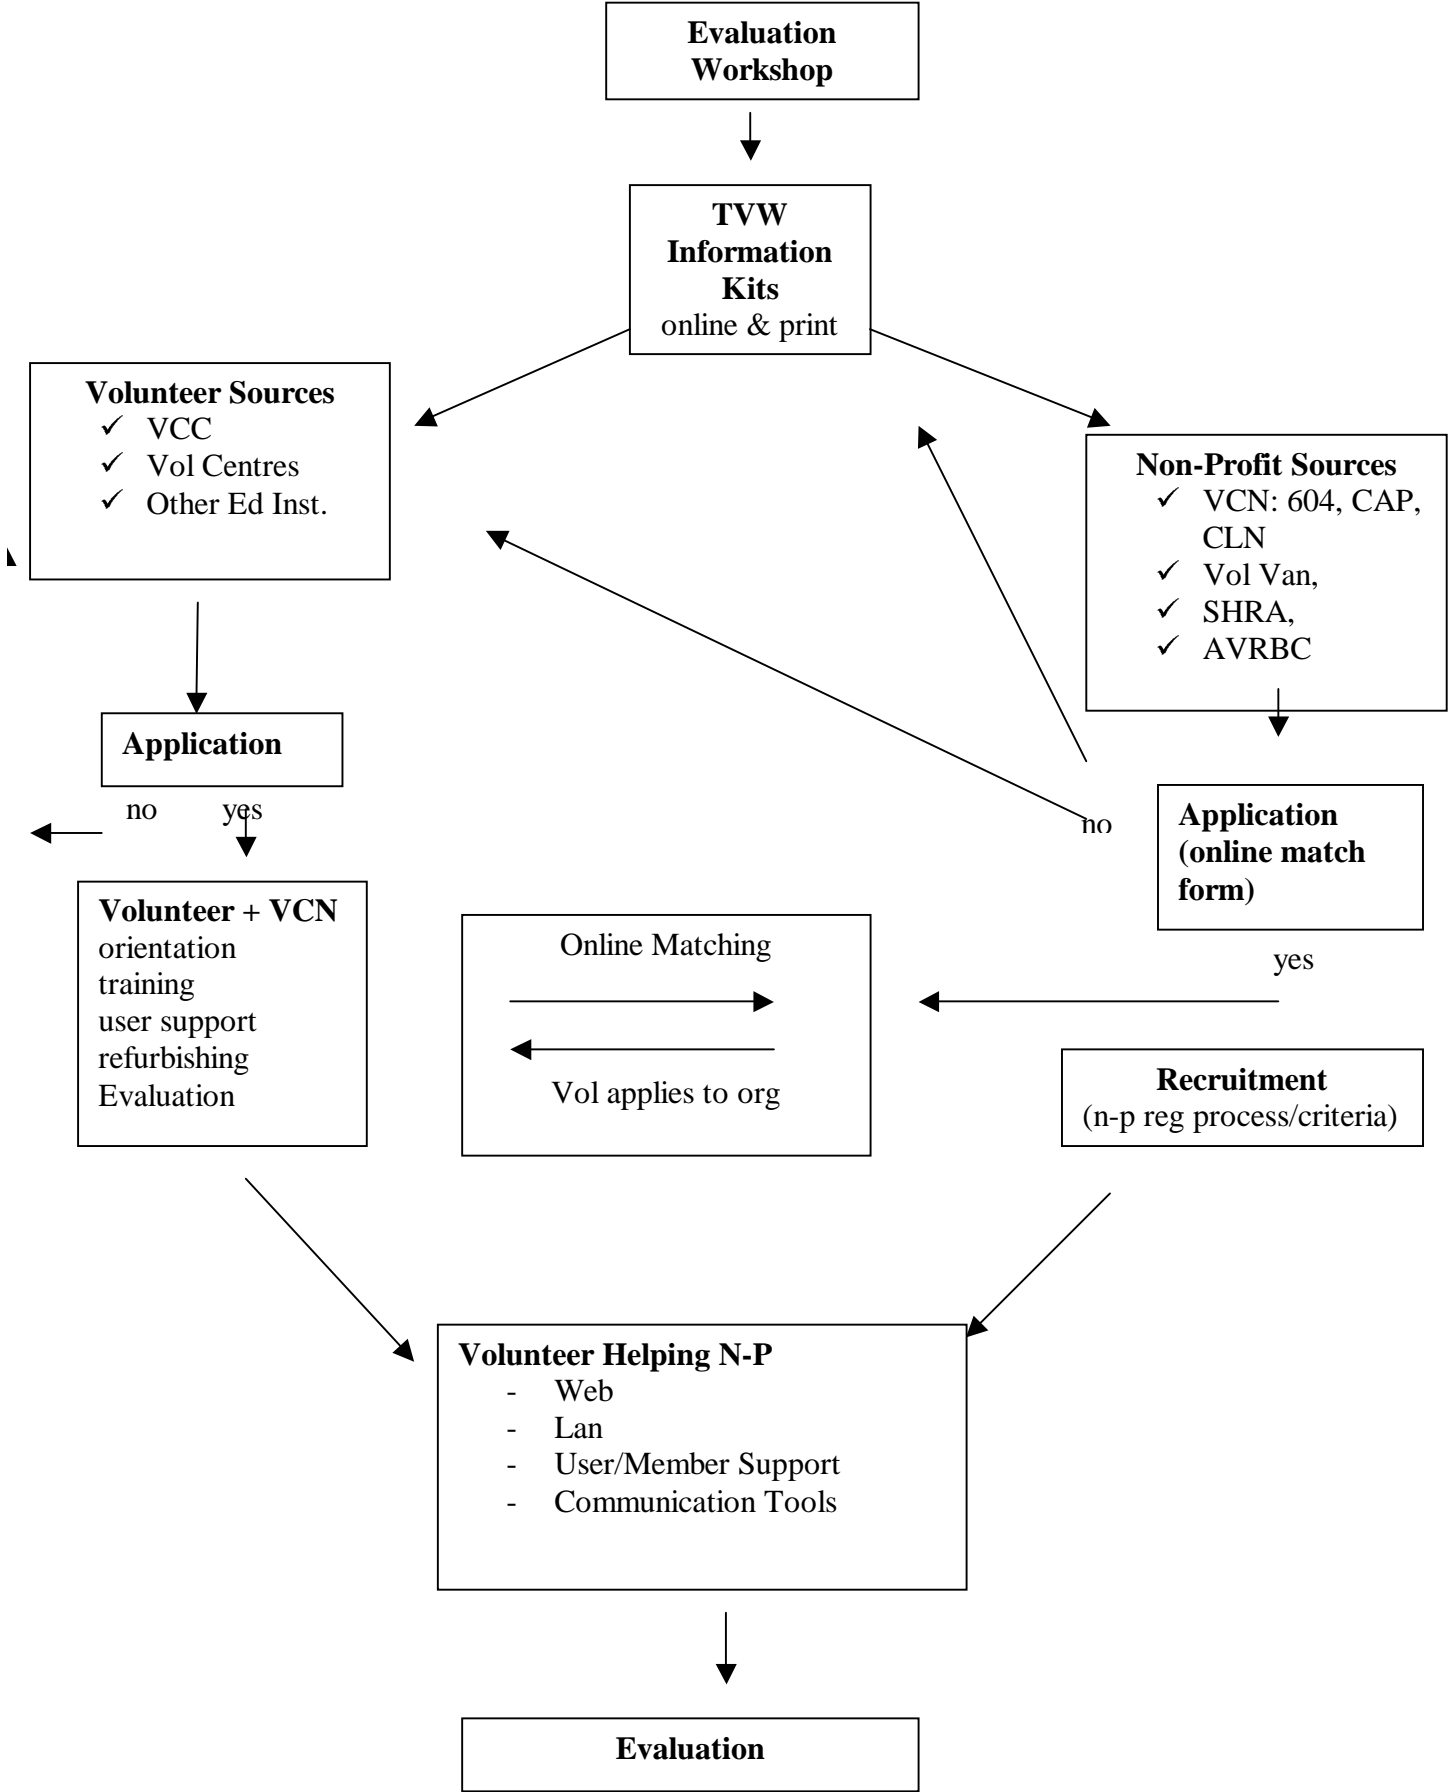 Evaluation
Workshop
TVW
Information
Kits
online & print
Volunteer Sources
✓ VCC
✓ Vol Centres
✓ Other Ed Inst.
Non-Profit Sources
✓ VCN: 604, CAP,
CLN
✓ Vol Van,
✓ SHRA,
✓ AVRBC
Application
no yes
Application
(online match
form)
no
yes
Volunteer + VCN
orientation
training
user support
refurbishing
Evaluation
Online Matching
Vol applies to org
Recruitment
(n-p reg process/criteria)
Volunteer Helping N-P
- Web
- Lan
- User/Member Support
- Communication Tools
Evaluation